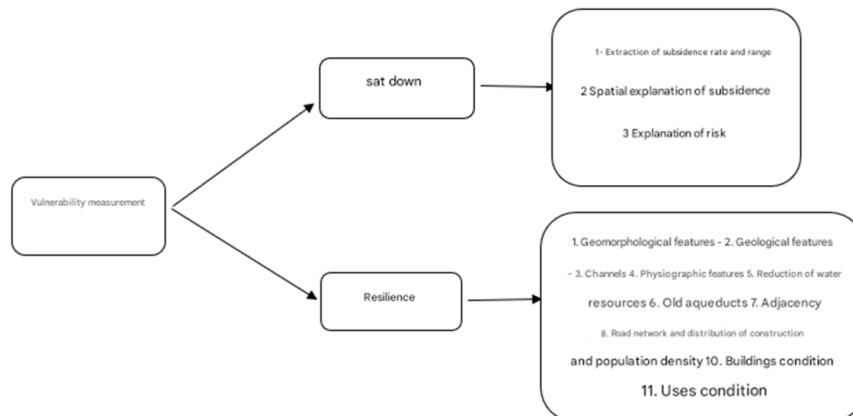 Vulnerability measurement
sat down
1- Extraction of subsidence rate and range
2 Spatial explanation of subsidence
3 Explanation of risk
Resilience
1. Geomorphological features - 2. Geological features
- 3. Channels 4. Physiographic features 5. Reduction of water
resources 6. Old aqueducts 7. Adjacency
8. Road network and distribution of construction
and population density 10. Buildings condition
11. Uses condition